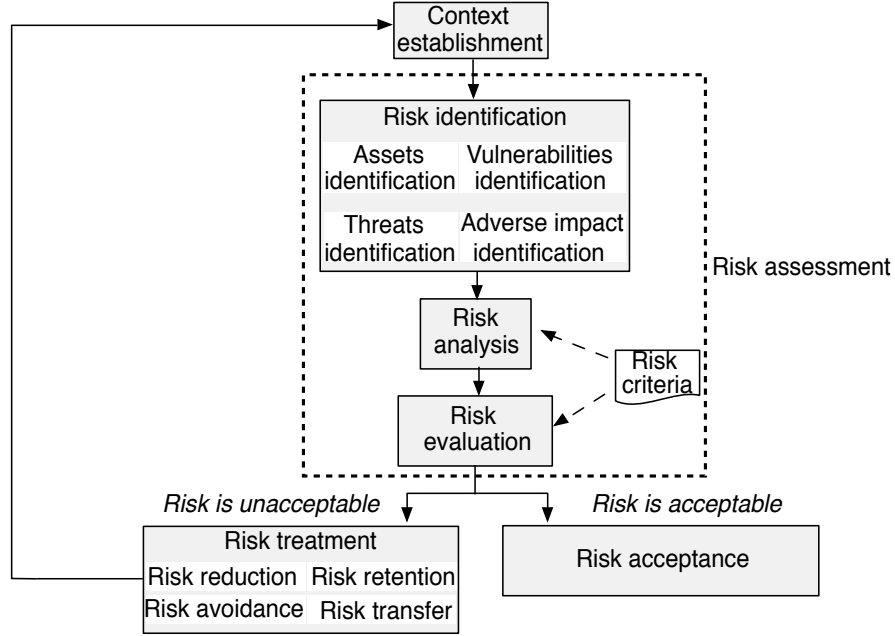 Context
establishment
Risk identification
Assets
identification
Vulnerabilities
identification
Threats
identification
Adverse impact
identification
Risk assessment
Risk
analysis
Risk
criteria
Risk
evaluation
Risk is unacceptable
Risk is acceptable
Risk treatment
Risk reduction
Risk retention
Risk avoidance
Risk transfer
Risk acceptance